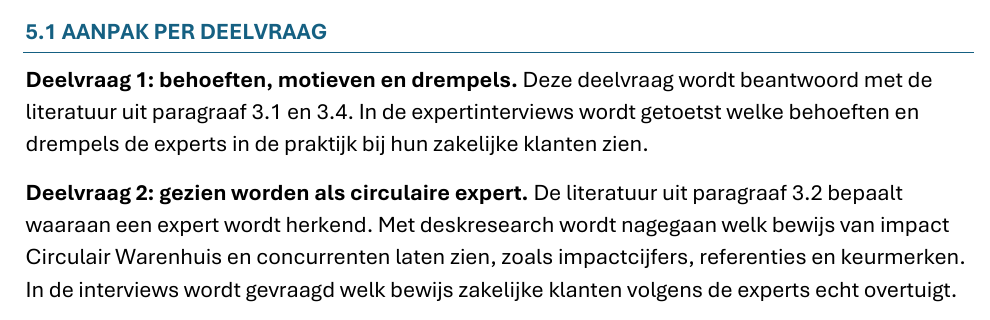 5.1 AANPAK PER DEELVRAAG
Deelvraag 1: behoeften, motieven en drempels. Deze deelvraag wordt beantwoord met de
literatuur uit paragraaf 3.1 en 3.4. In de expertinterviews wordt getoetst welke behoeften en
drempels de experts in de praktijk bij hun zakelijke klanten zien.
Deelvraag 2: gezien worden als circulaire expert. De literatuur uit paragraaf 3.2 bepaalt
waaraan een expert wordt herkend. Met deskresearch wordt nagegaan welk bewijs van impact
Circulair Warenhuis en concurrenten laten zien, zoals impactcijfers, referenties en keurmerken.
In de interviews wordt gevraagd welk bewijs zakelijke klanten volgens de experts echt overtuigt.